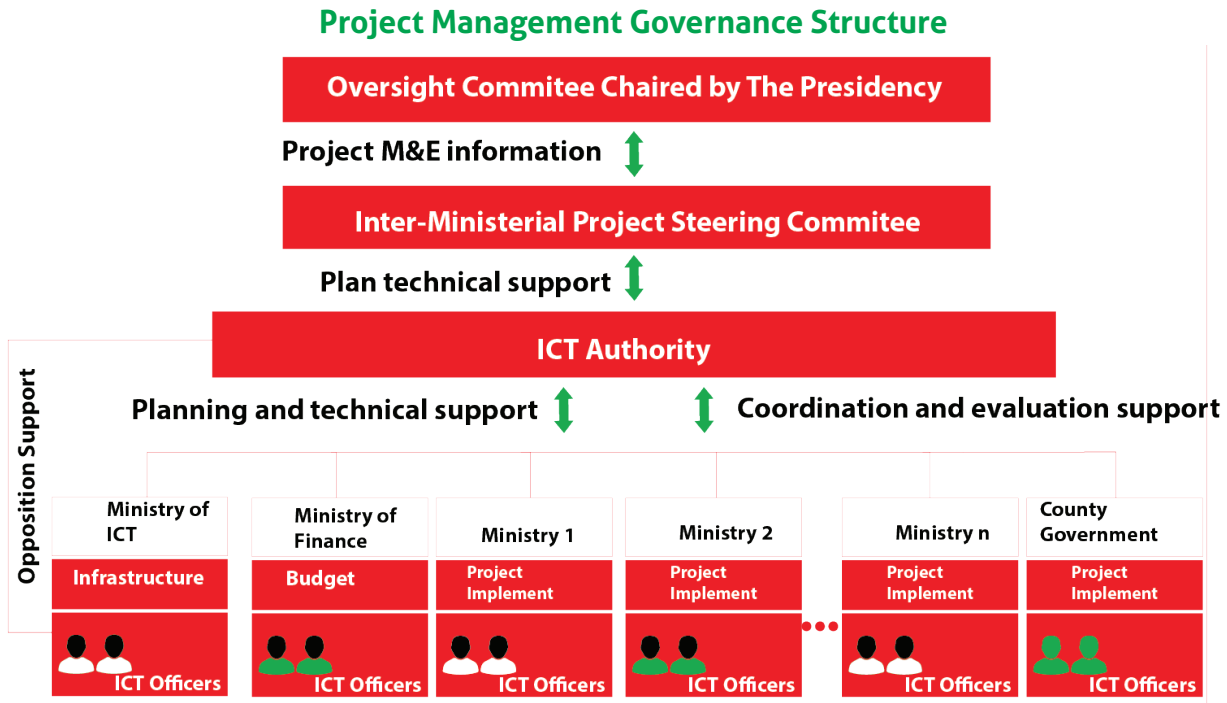 Project Management Governance Structure
Oversight Commitee Chaired by The Presidency
Project M&E information
Inter-Ministerial Project Steering Commitee
Plan technical support
ICT Authority
Planning and technical support
Coordination and evaluation support
Opposition Support
Ministry of
ICT
Infrastructure
ICT Officers
Ministry of
Finance
Budget
ICT Officers
Ministry 1
Project
Implement
ICT Officers
Ministry 2
Project
Implement
ICT Officers
Ministry n
Project
Implement
ICT Officers
County
Government
Project
Implement
ICT Officers